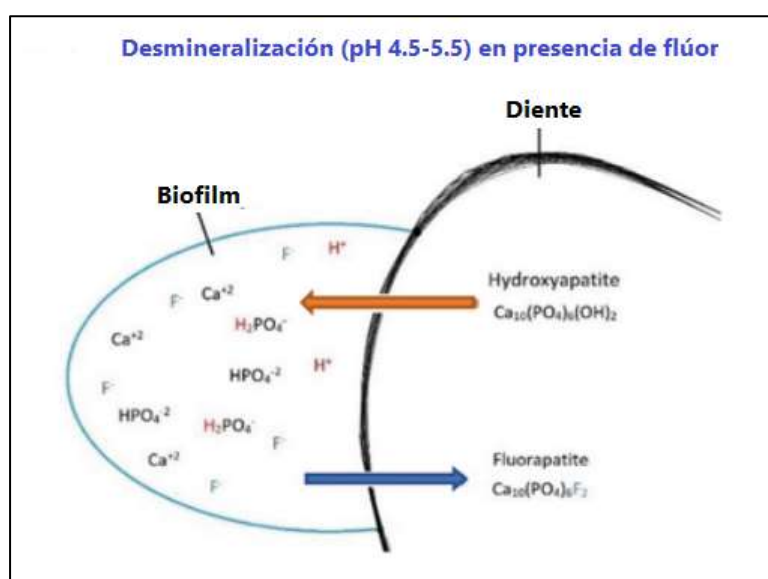 Desmineralización (pH 4.5-5.5) en presencia de flúor
Diente
Biofilm
F⁻ H⁺
F⁻ Ca⁺²
Hydroxyapatite
Ca₁₀(PO₄)₆(OH)₂
H₂PO₄⁻
Ca⁺²
HPO₄⁻² H⁺
F⁻
HPO₄⁻² H₂PO₄⁻ F⁻
Ca⁺²
Fluorapatite
F⁻
Ca₁₀(PO₄)₆F₂